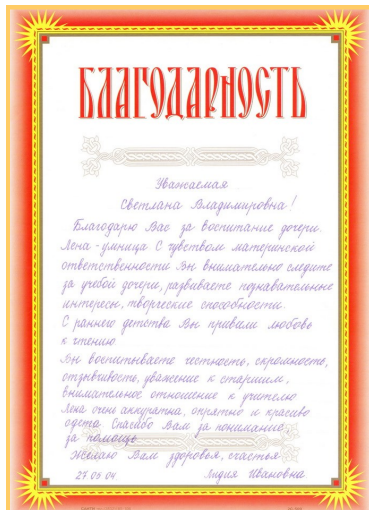 БЛАГОДАРНОСТЬ
Уважаемая
Светлана Владимировна!
Благодарю Вас за воспитание дочери.
Лена - умница С чувством материнской
ответственности Вы внимательно следите
за учебой дочери, развиваете познавательные
интересы, творческие способности.
С раннего детства Вы привили любовь
к чтению
Вы воспитываете честность, скромность,
отзывчивость, уважение к старшим,
внимательное отношение к учителю
Лена очень аккуратна, опрятно и красиво
одета Спасибо Вам за понимание,
за помощь
Желаю Вам здоровья, счастья
27 05 04 Лидия Ивановна